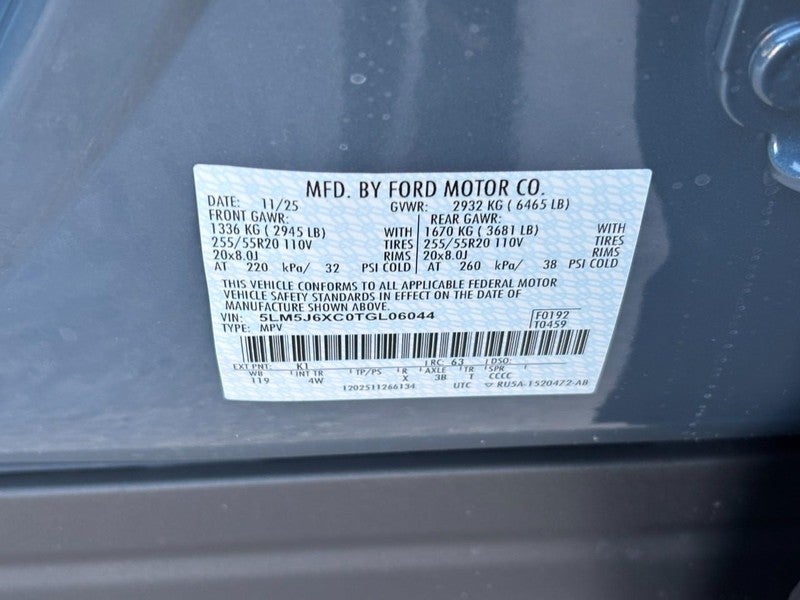 MFD. BY FORD MOTOR CO.
DATE: 11/25 GVWR: 2932 KG ( 6465 LB)
FRONT GAWR: REAR GAWR:
1336 KG ( 2945 LB) WITH 1670 KG ( 3681 LB) WITH
255/55R20 110V TIRES 255/55R20 110V TIRES
20x8.0J RIMS 20x8.0J RIMS
AT 220 kPa/ 32 PSI COLD AT 260 kPa/ 38 PSI COLD
THIS VEHICLE CONFORMS TO ALL APPLICABLE FEDERAL MOTOR
VEHICLE SAFETY STANDARDS IN EFFECT ON THE DATE OF
MANUFACTURE SHOWN ABOVE.
VIN: 5LM5J6XC0TGL06044 F0192
TYPE: MPV T0459
EXT PNT: K1 RC: 63 DSO:
WB INT TR TP/PS R AXLE TR SPR
119 4W X 3B T CCCC
1202511266134 UTC RU5A-1520472-AB